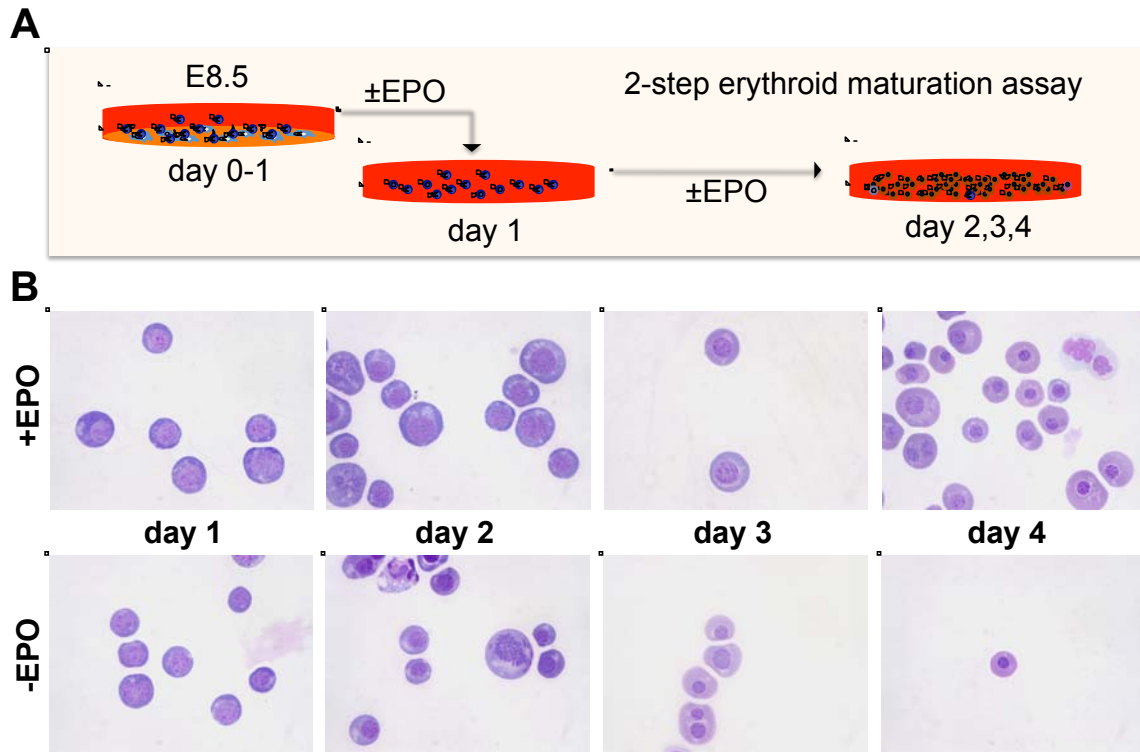 A
E8.5
±EPO
2-step erythroid maturation assay
day 0-1
±EPO
day 1
day 2,3,4
B
+EPO
day 1
day 2
day 3
day 4
-EPO